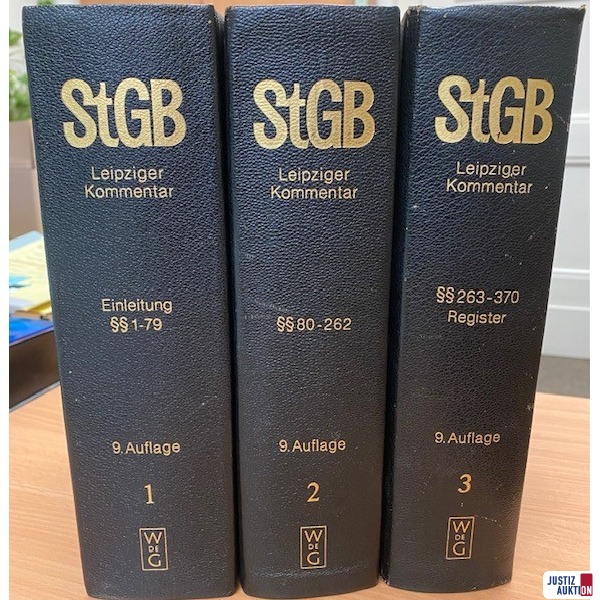 StGB
Leipziger
Kommentar
Einleitung
§§ 1-79
9. Auflage
1
W
DE
G
StGB
Leipziger
Kommentar
§§ 80-262
9. Auflage
2
W
DE
G
StGB
Leipziger
Kommentar
§§ 263-370
Register
9. Auflage
3
W
DE
G
JUSTIZ
AUKTION